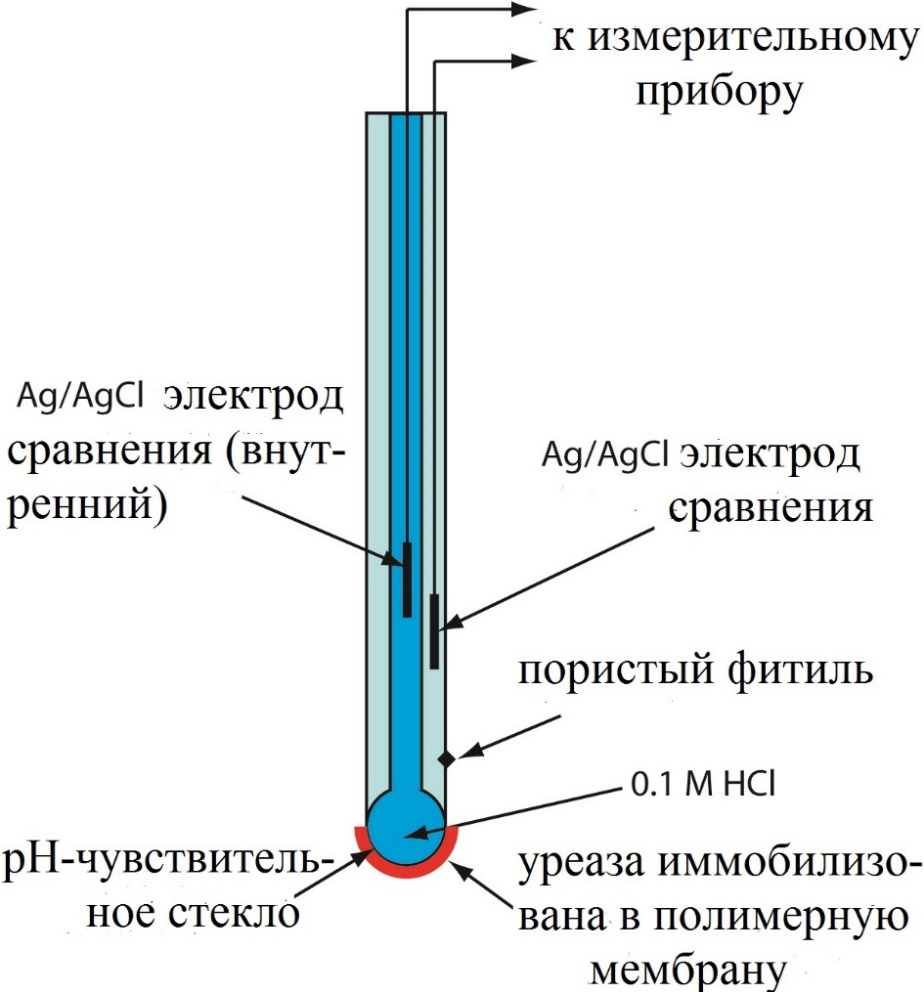 к измерительному
прибору
Ag/AgCl электрод
сравнения (внут-
ренний)
Ag/AgCl электрод
сравнения
пористый фитиль
0.1 M HCl
pH-чувствитель-
ное стекло
уреаза иммобилизо-
вана в полимерную
мембрану